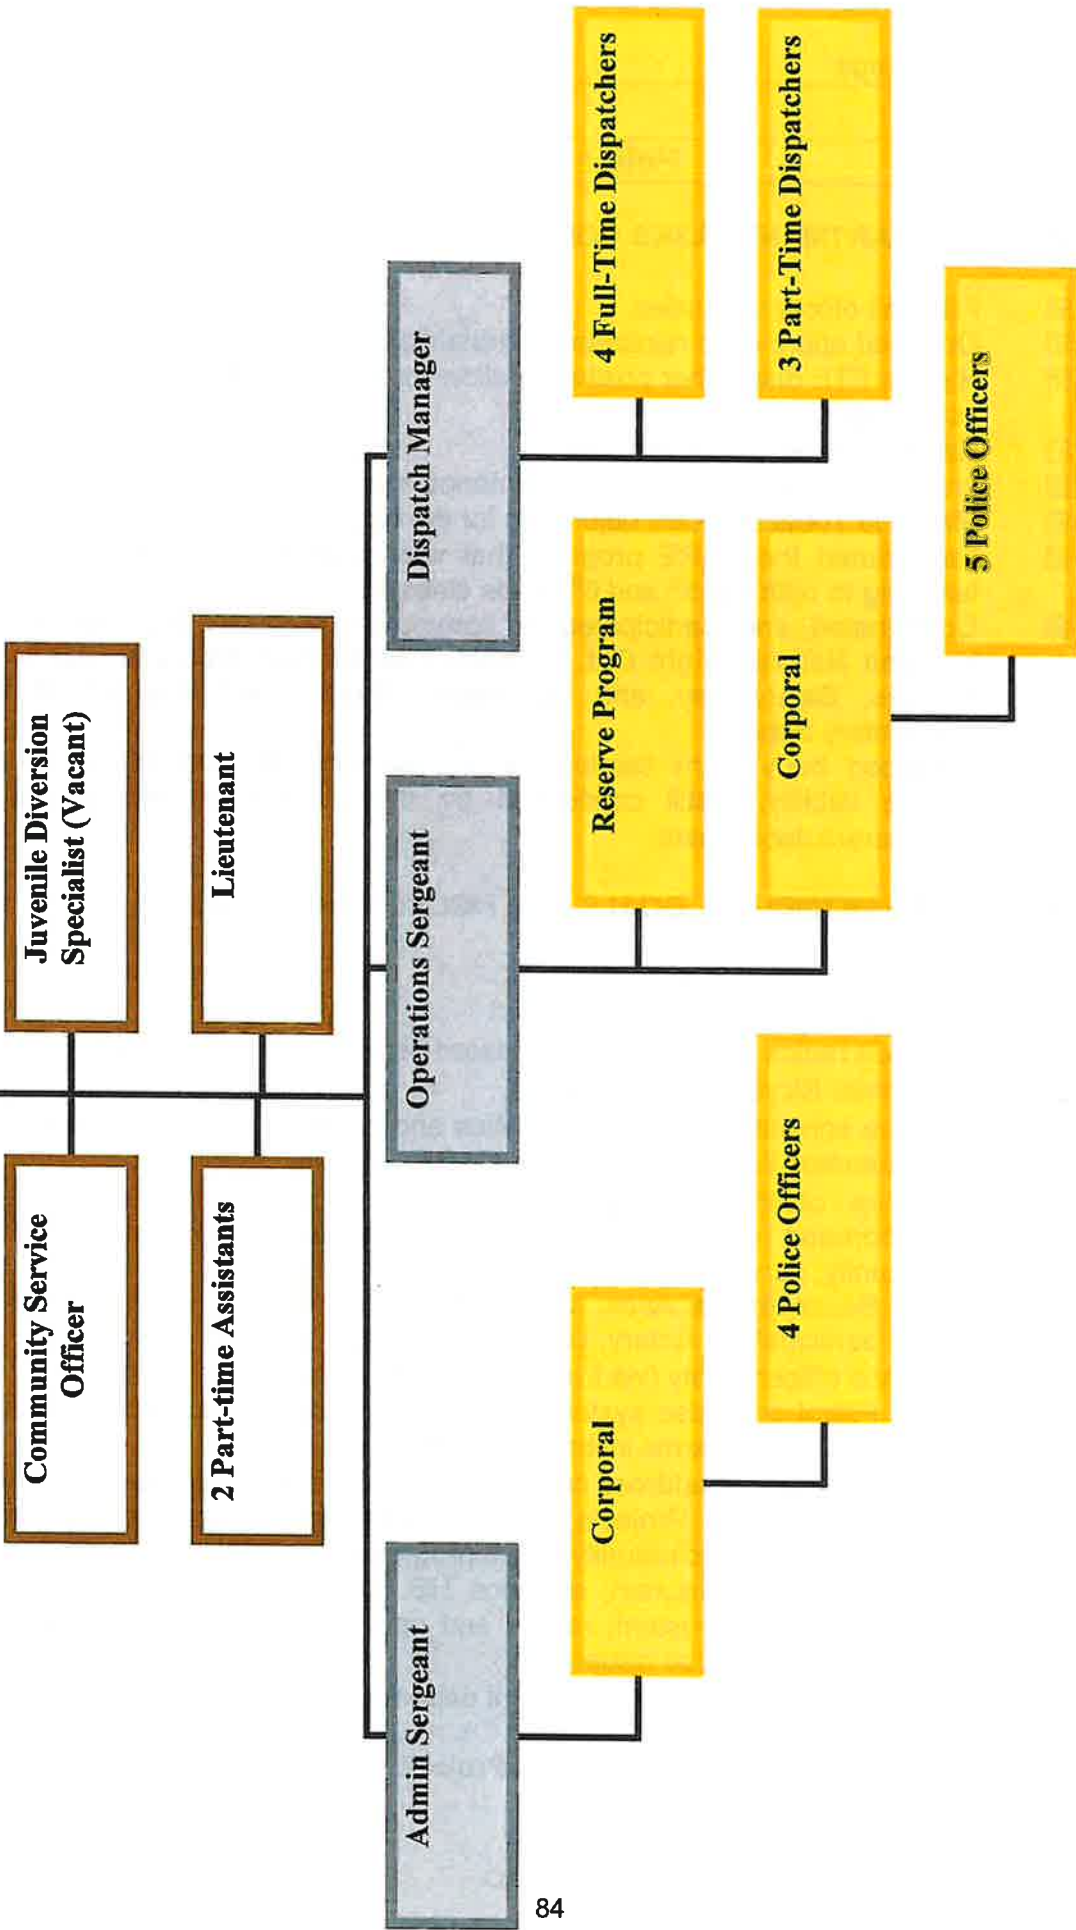 Community Service
Officer
Juvenile Diversion
Specialist (Vacant)
2 Part-time Assistants
Lieutenant
Admin Sergeant
Operations Sergeant
Dispatch Manager
Corporal
Reserve Program
4 Full-Time Dispatchers
4 Police Officers
Corporal
3 Part-Time Dispatchers
5 Police Officers
84